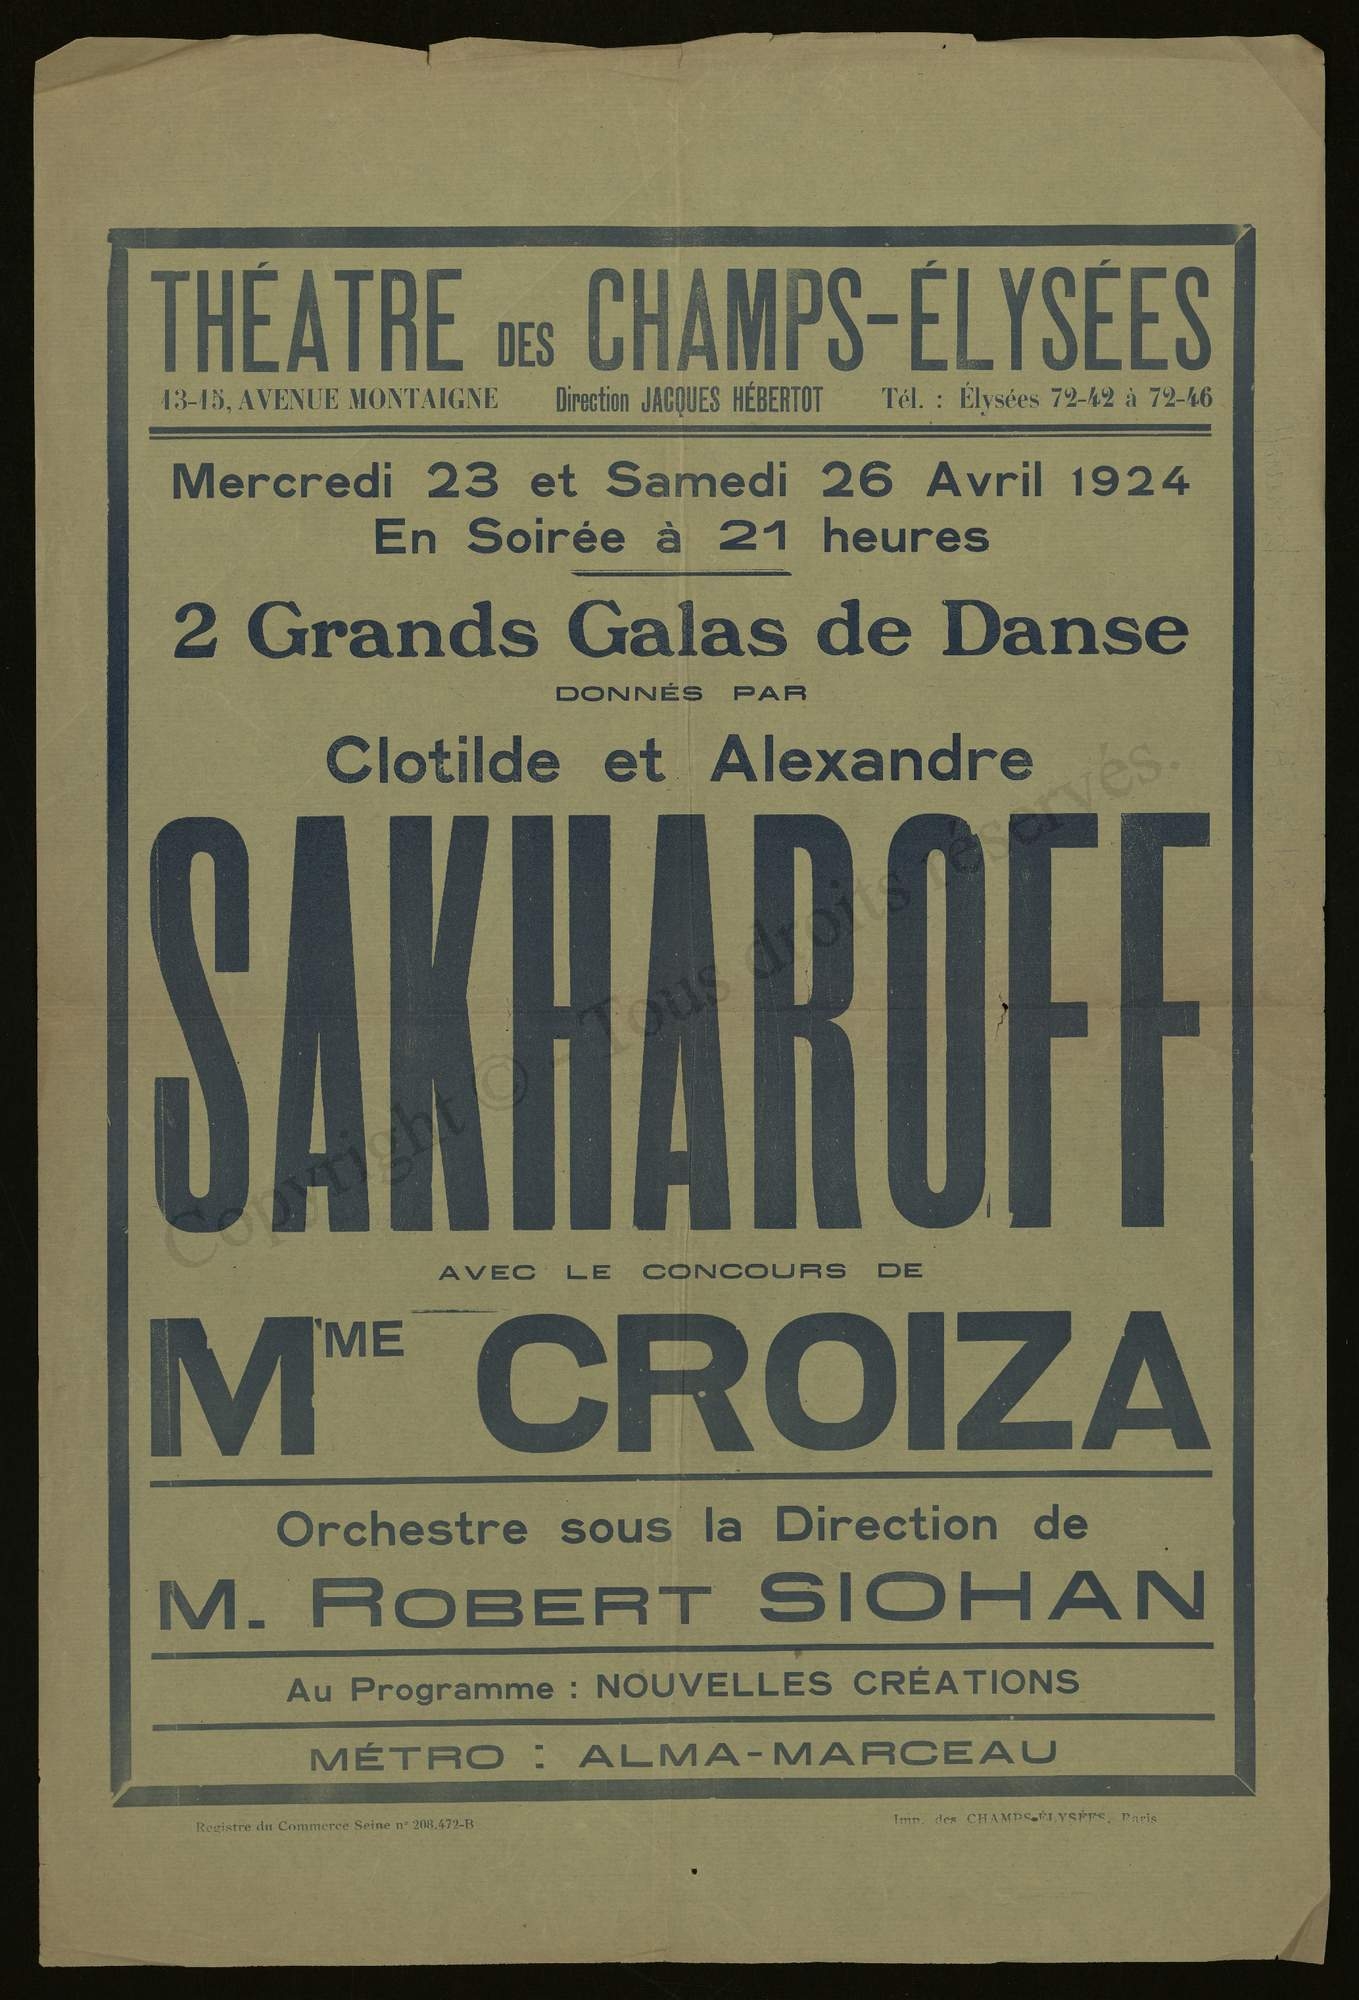 THÉATRE DES CHAMPS-ÉLYSÉES
13-15, AVENUE MONTAIGNE Direction JACQUES HÉBERTOT Tél. : Élysées 72-42 à 72-46
Mercredi 23 et Samedi 26 Avril 1924
En Soirée à 21 heures
2 Grands Galas de Danse
DONNÉS PAR
Clotilde et Alexandre
SAKHAROFF
AVEC LE CONCOURS DE
MME CROIZA
Orchestre sous la Direction de
M. ROBERT SIOHAN
Au Programme : NOUVELLES CRÉATIONS
MÉTRO : ALMA-MARCEAU
Registre du Commerce Seine n° 208.472-B Imp. des CHAMPS-ÉLYSÉES, Paris
Copyright © - Tous droits réservés.